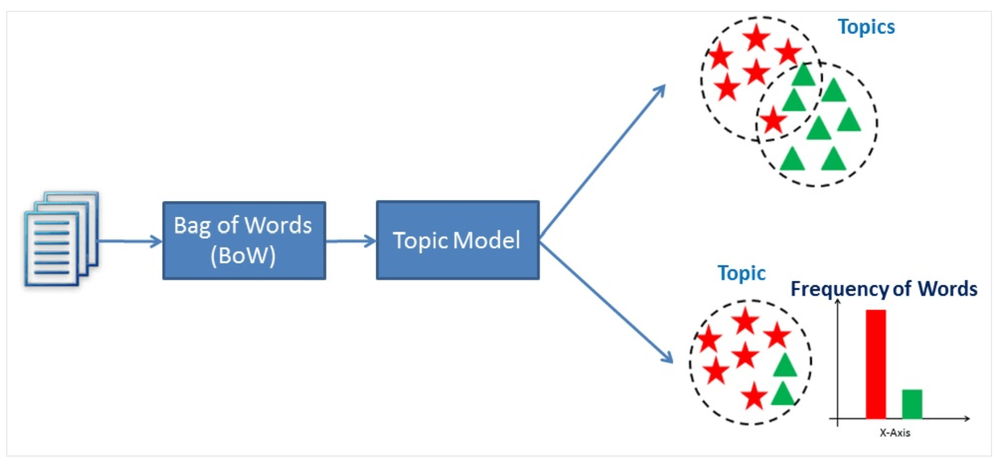 Topics
Bag of Words
(BoW)
Topic Model
Topic
Frequency of Words
X-Axis